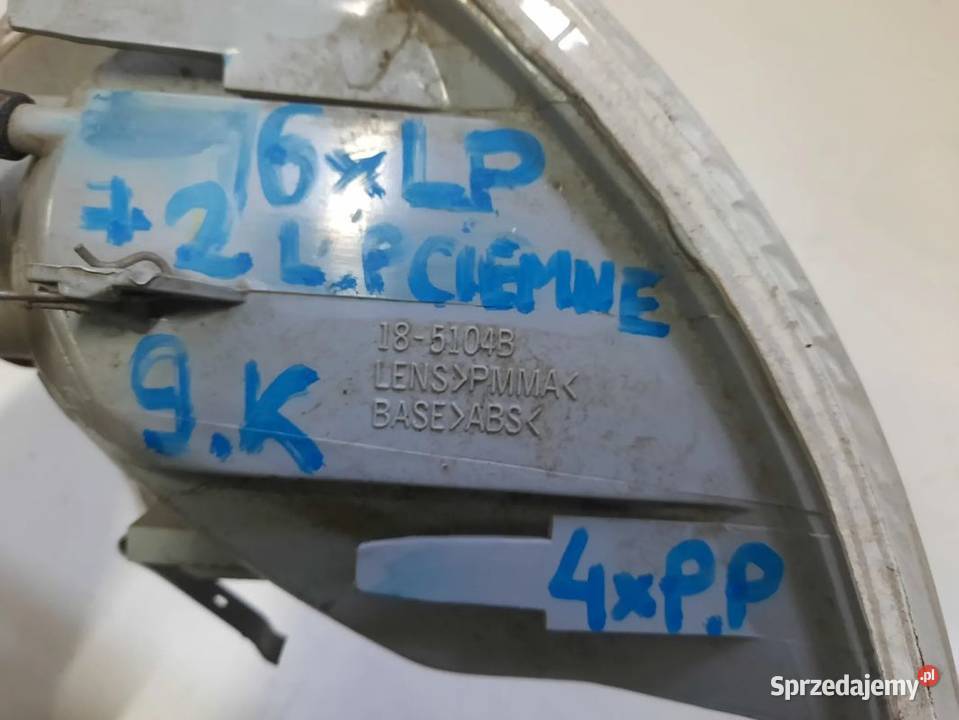 6xLP
+2 L.P CIEMNE
18-5104B
LENS>PMMA<
BASE>ABS<
9.K
4xP.P
Sprzedajemy.pl